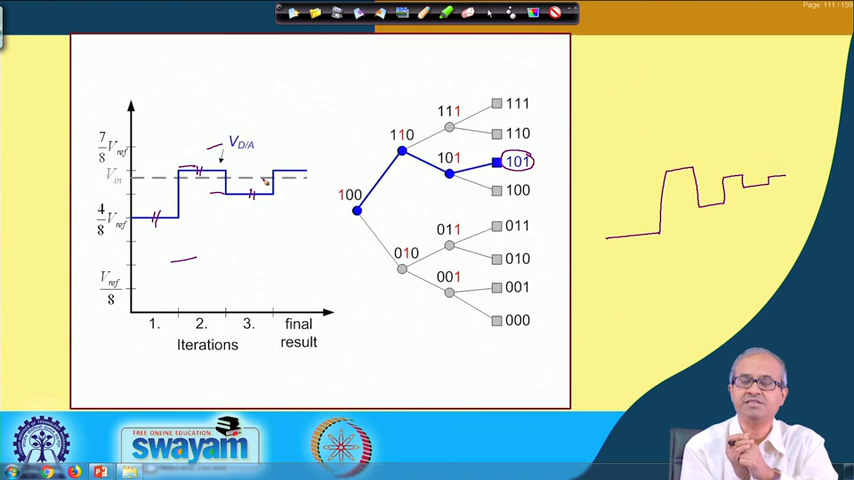 Page: 111 / 159
7/8 Vref
Vin
4/8 Vref
Vref/8
VD/A
1.
2.
3.
final
result
Iterations
100
110
010
111
101
011
001
111
110
101
100
011
010
001
000
FREE ONLINE EDUCATION
swayam